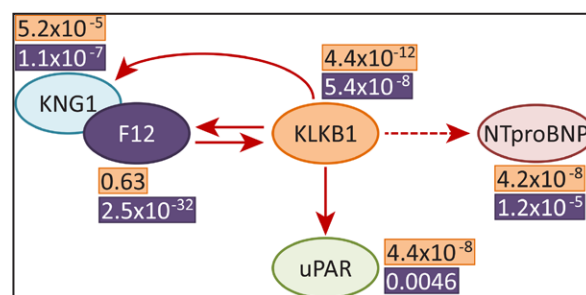 5.2x10⁻⁵
1.1x10⁻⁷
4.4x10⁻¹²
5.4x10⁻⁸
KNG1
F12
KLKB1
NTproBNP
0.63
2.5x10⁻³²
4.2x10⁻⁸
1.2x10⁻⁵
uPAR
4.4x10⁻⁸
0.0046